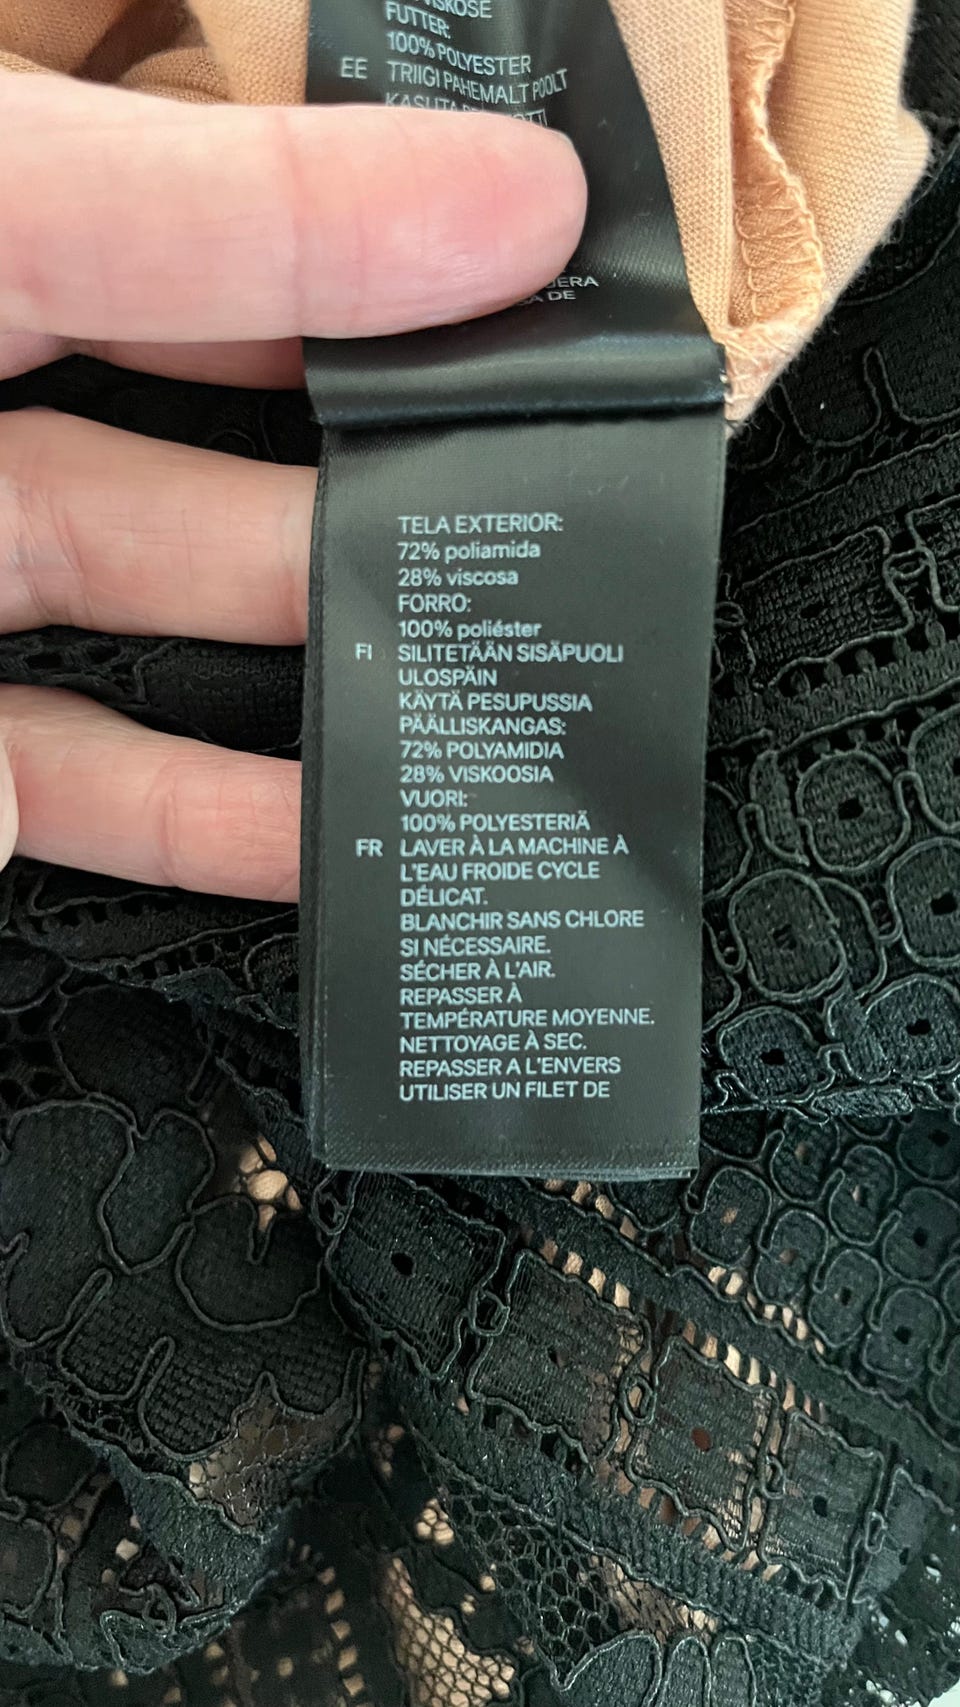 VISKOSE
FUTTER:
100% POLYESTER
EE TRIIGI PAHEMALT POOLT
DE
TELA EXTERIOR:
72% poliamida
28% viscosa
FORRO:
100% poliéster
FI SILITETÄÄN SISÄPUOLI
ULOSPÄIN
KÄYTÄ PESUPUSSIA
PÄÄLLISKANGAS:
72% POLYAMIDIA
28% VISKOOSIA
VUORI:
100% POLYESTERIÄ
FR LAVER À LA MACHINE À
L'EAU FROIDE CYCLE
DÉLICAT.
BLANCHIR SANS CHLORE
SI NÉCESSAIRE.
SÉCHER À L'AIR.
REPASSER À
TEMPÉRATURE MOYENNE.
NETTOYAGE À SEC.
REPASSER A L'ENVERS
UTILISER UN FILET DE